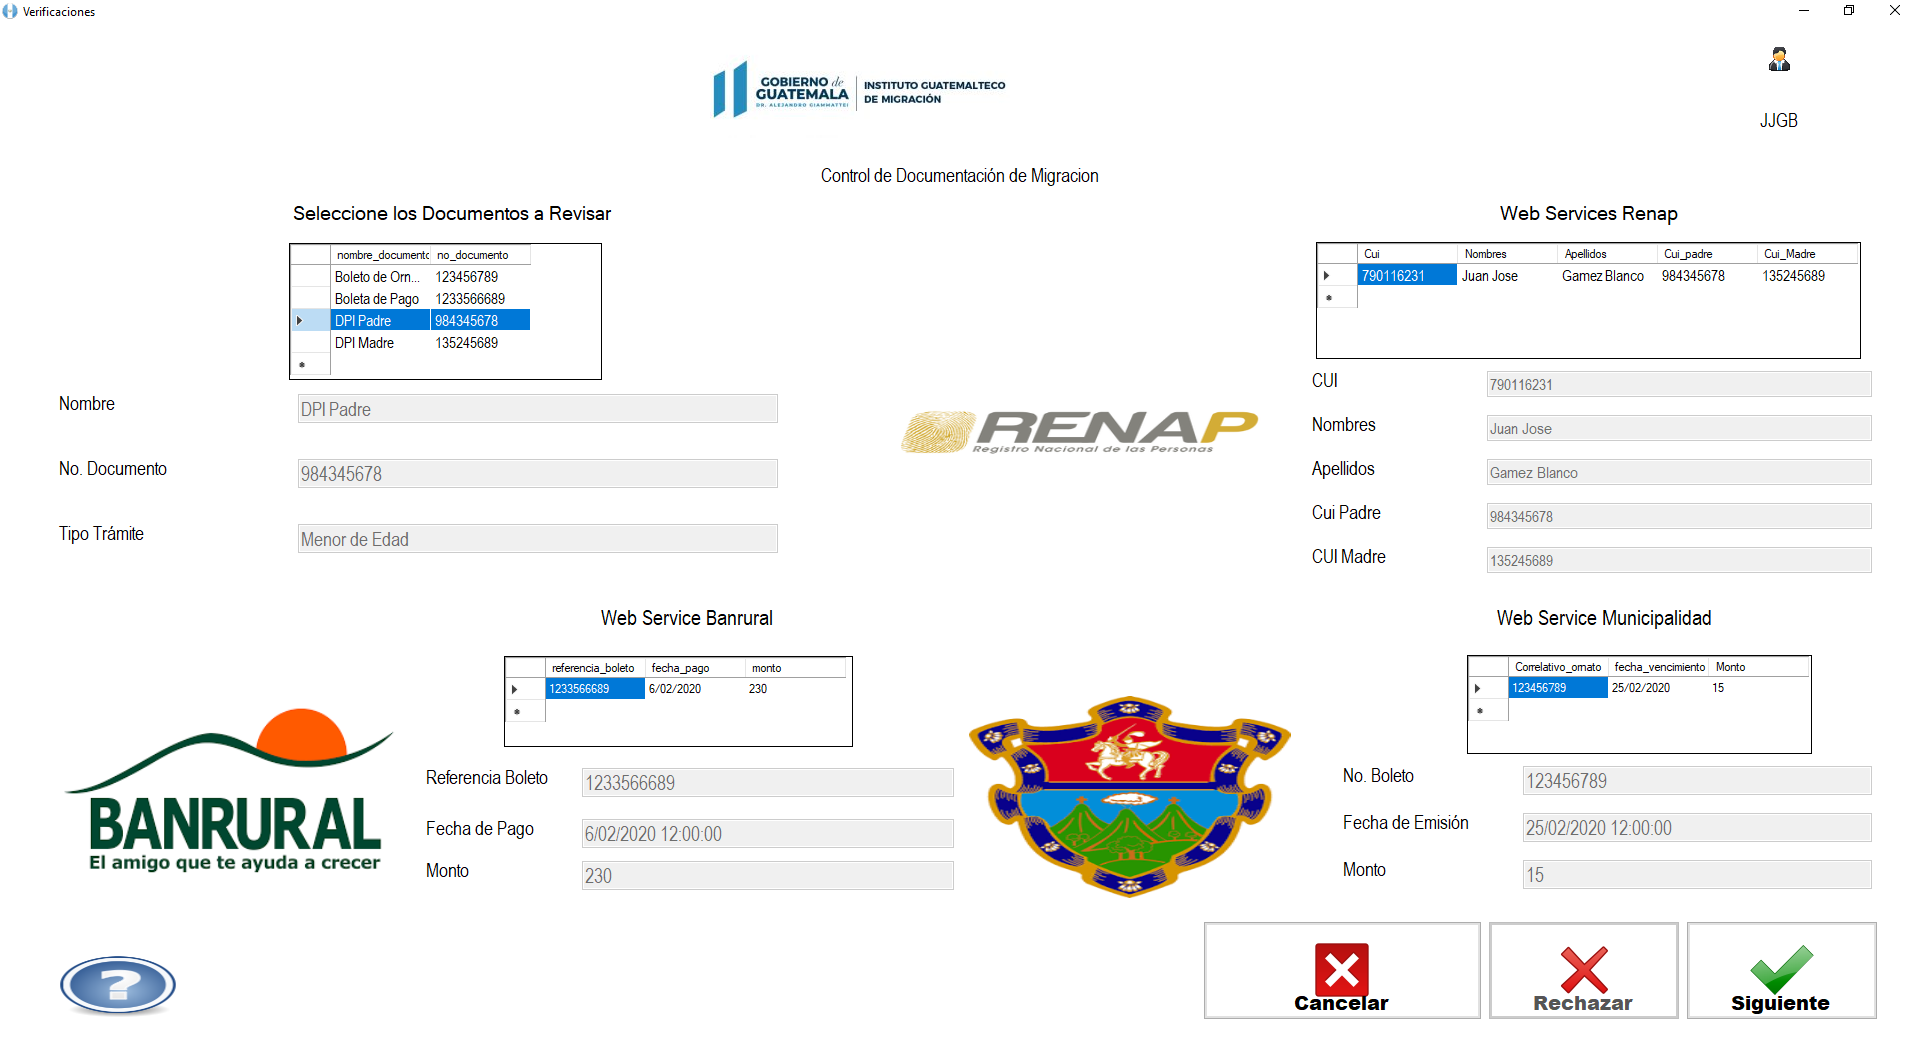 Verificaciones
GOBIERNO de
GUATEMALA
DR. ALEJANDRO GIAMMATTEI
INSTITUTO GUATEMALTECO
DE MIGRACIÓN
JJGB
Control de Documentación de Migracion
Seleccione los Documentos a Revisar
nombre_documento no_documento
Boleto de Orn... 123456789
Boleta de Pago 1233566689
DPI Padre 984345678
DPI Madre 135245689
Nombre DPI Padre
No. Documento 984345678
Tipo Trámite Menor de Edad
RENAP
Registro Nacional de las Personas
Web Services Renap
Cui Nombres Apellidos Cui_padre Cui_Madre
790116231 Juan Jose Gamez Blanco 984345678 135245689
CUI 790116231
Nombres Juan Jose
Apellidos Gamez Blanco
Cui Padre 984345678
CUI Madre 135245689
Web Service Banrural
referencia_boleto fecha_pago monto
1233566689 6/02/2020 230
BANRURAL
El amigo que te ayuda a crecer
Referencia Boleto 1233566689
Fecha de Pago 6/02/2020 12:00:00
Monto 230
Web Service Municipalidad
Correlativo_ornato fecha_vencimiento Monto
123456789 25/02/2020 15
No. Boleto 123456789
Fecha de Emisión 25/02/2020 12:00:00
Monto 15
?
Cancelar
Rechazar
Siguiente